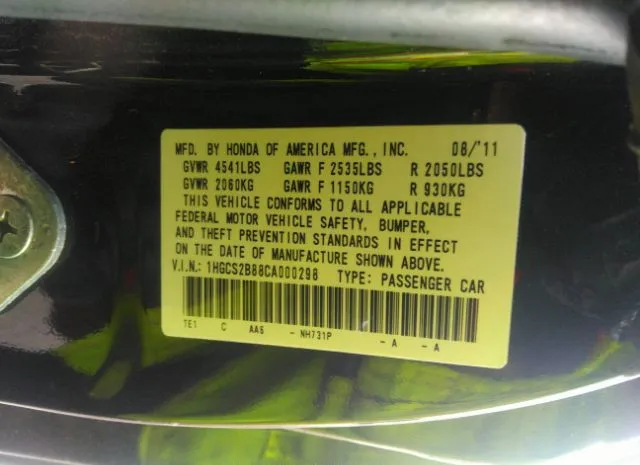 MFD. BY HONDA OF AMERICA MFG., INC. 08/'11
GVWR 4541LBS GAWR F 2535LBS R 2050LBS
GVWR 2060KG GAWR F 1150KG R 930KG
THIS VEHICLE CONFORMS TO ALL APPLICABLE
FEDERAL MOTOR VEHICLE SAFETY, BUMPER,
AND THEFT PREVENTION STANDARDS IN EFFECT
ON THE DATE OF MANUFACTURE SHOWN ABOVE.
V.I.N.: 1HGCS2B88CA000298 TYPE: PASSENGER CAR
TE1 C AA6 - NH731P - A - A